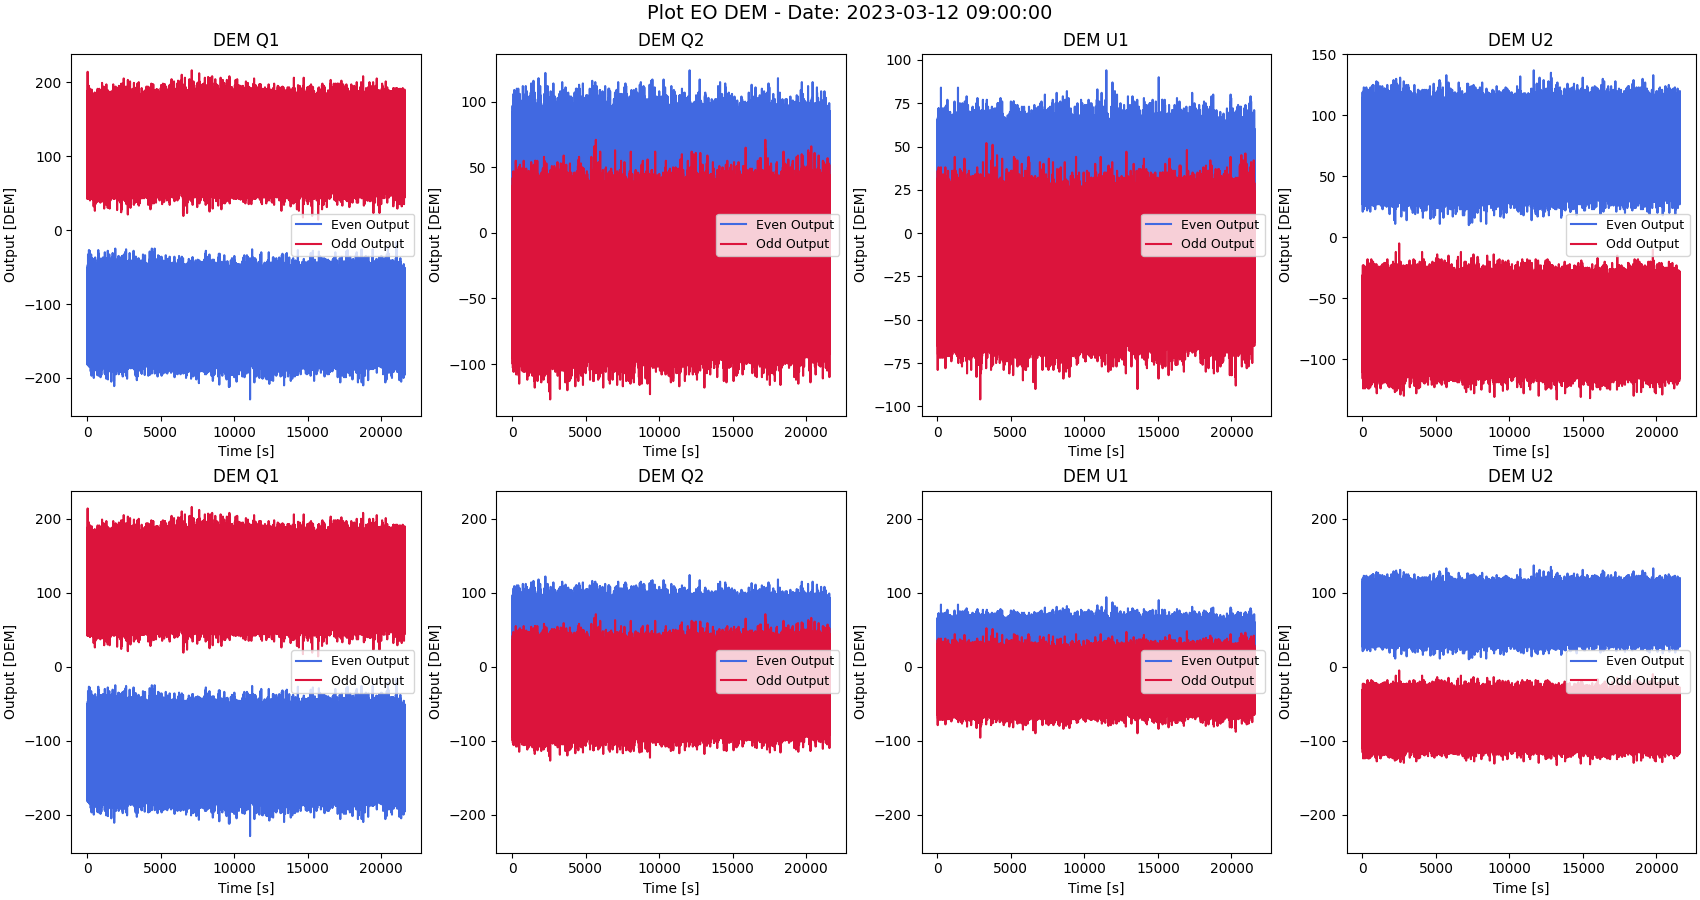 Plot EO DEM - Date: 2023-03-12 09:00:00
DEM Q1
Output [DEM]
200
100
0
−100
−200
Even Output
Odd Output
0 5000 10000 15000 20000
Time [s]
DEM Q2
Output [DEM]
100
50
0
−50
−100
Even Output
Odd Output
0 5000 10000 15000 20000
Time [s]
DEM U1
Output [DEM]
100
75
50
25
0
−25
−50
−75
−100
Even Output
Odd Output
0 5000 10000 15000 20000
Time [s]
DEM U2
Output [DEM]
150
100
50
0
−50
−100
Even Output
Odd Output
0 5000 10000 15000 20000
Time [s]
DEM Q1
Output [DEM]
200
100
0
−100
−200
Even Output
Odd Output
0 5000 10000 15000 20000
Time [s]
DEM Q2
Output [DEM]
200
100
0
−100
−200
Even Output
Odd Output
0 5000 10000 15000 20000
Time [s]
DEM U1
Output [DEM]
200
100
0
−100
−200
Even Output
Odd Output
0 5000 10000 15000 20000
Time [s]
DEM U2
Output [DEM]
200
100
0
−100
−200
Even Output
Odd Output
0 5000 10000 15000 20000
Time [s]